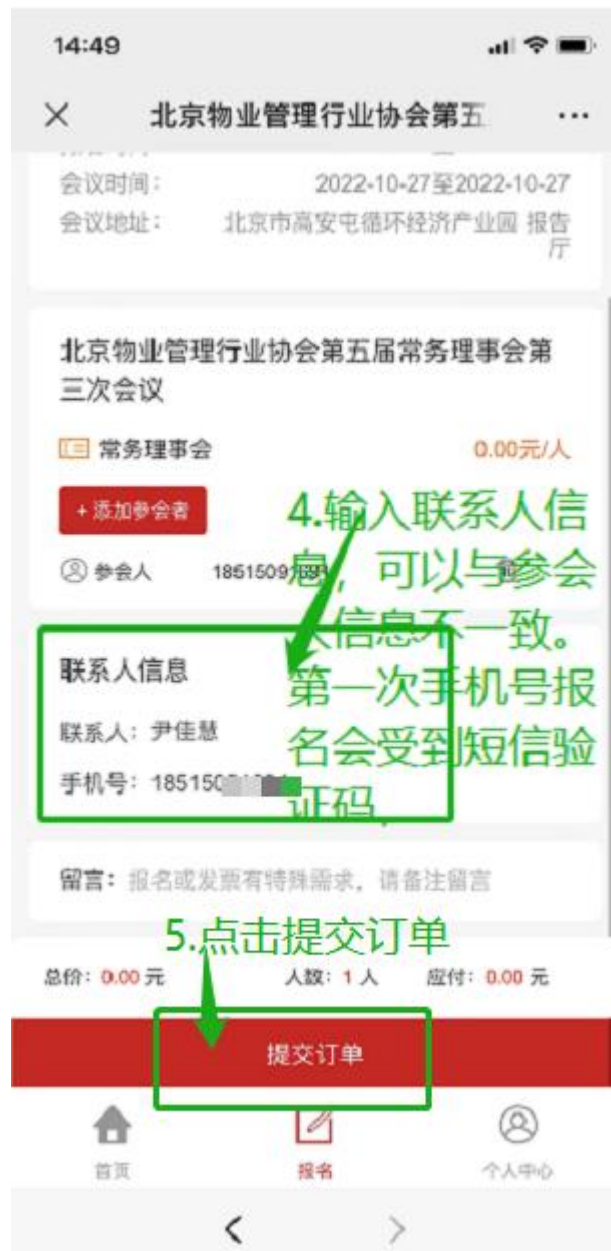 14:49
北京物业管理行业协会第五
会议时间： 2022-10-27至2022-10-27
会议地址： 北京市高安屯循环经济产业园 报告
厅
北京物业管理行业协会第五届常务理事会第
三次会议
常务理事会 0.00元/人
+ 添加参会者
参会人
4.输入联系人信
息，可以与参会
人信息不一致。
第一次手机号报
名会受到短信验
证码，
联系人信息
联系人：尹佳慧
手机号：18515
留言：报名或发票有特殊需求，请备注留言
5.点击提交订单
总价：0.00 元 人数：1 人 应付：0.00 元
提交订单
首页 报名 个人中心